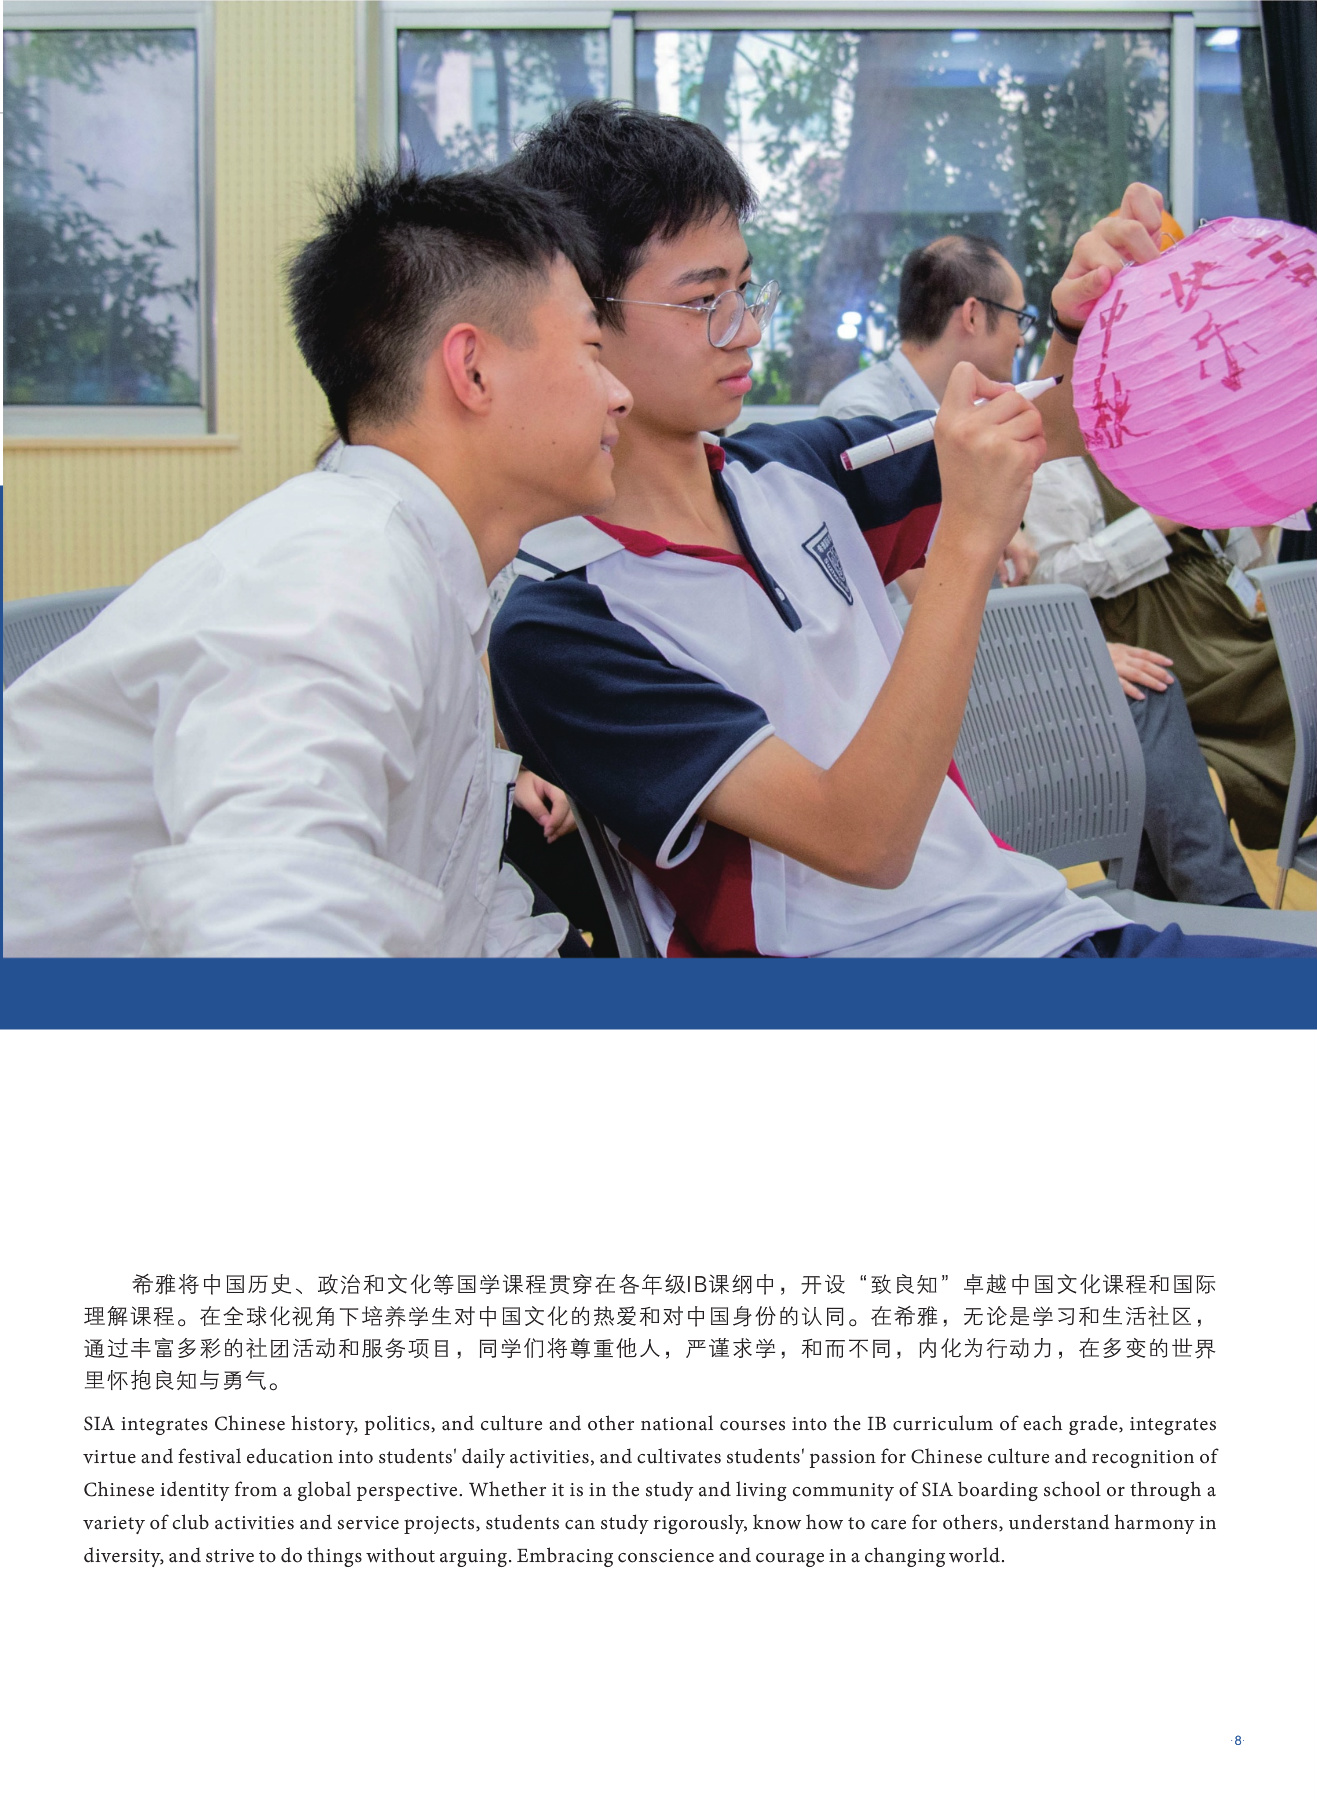 中秋
快乐
希雅将中国历史、政治和文化等国学课程贯穿在各年级IB课纲中，开设“致良知”卓越中国文化课程和国际
理解课程。在全球化视角下培养学生对中国文化的热爱和对中国身份的认同。在希雅，无论是学习和生活社区，
通过丰富多彩的社团活动和服务项目，同学们将尊重他人，严谨求学，和而不同，内化为行动力，在多变的世界
里怀抱良知与勇气。
SIA integrates Chinese history, politics, and culture and other national courses into the IB curriculum of each grade, integrates
virtue and festival education into students' daily activities, and cultivates students' passion for Chinese culture and recognition of
Chinese identity from a global perspective. Whether it is in the study and living community of SIA boarding school or through a
variety of club activities and service projects, students can study rigorously, know how to care for others, understand harmony in
diversity, and strive to do things without arguing. Embracing conscience and courage in a changing world.
·8·